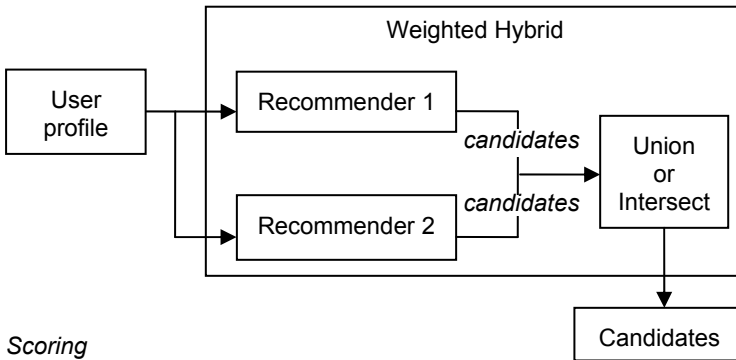 Weighted Hybrid
User
profile
Recommender 1
candidates
Union
or
Intersect
candidates
Recommender 2
Candidates
Scoring